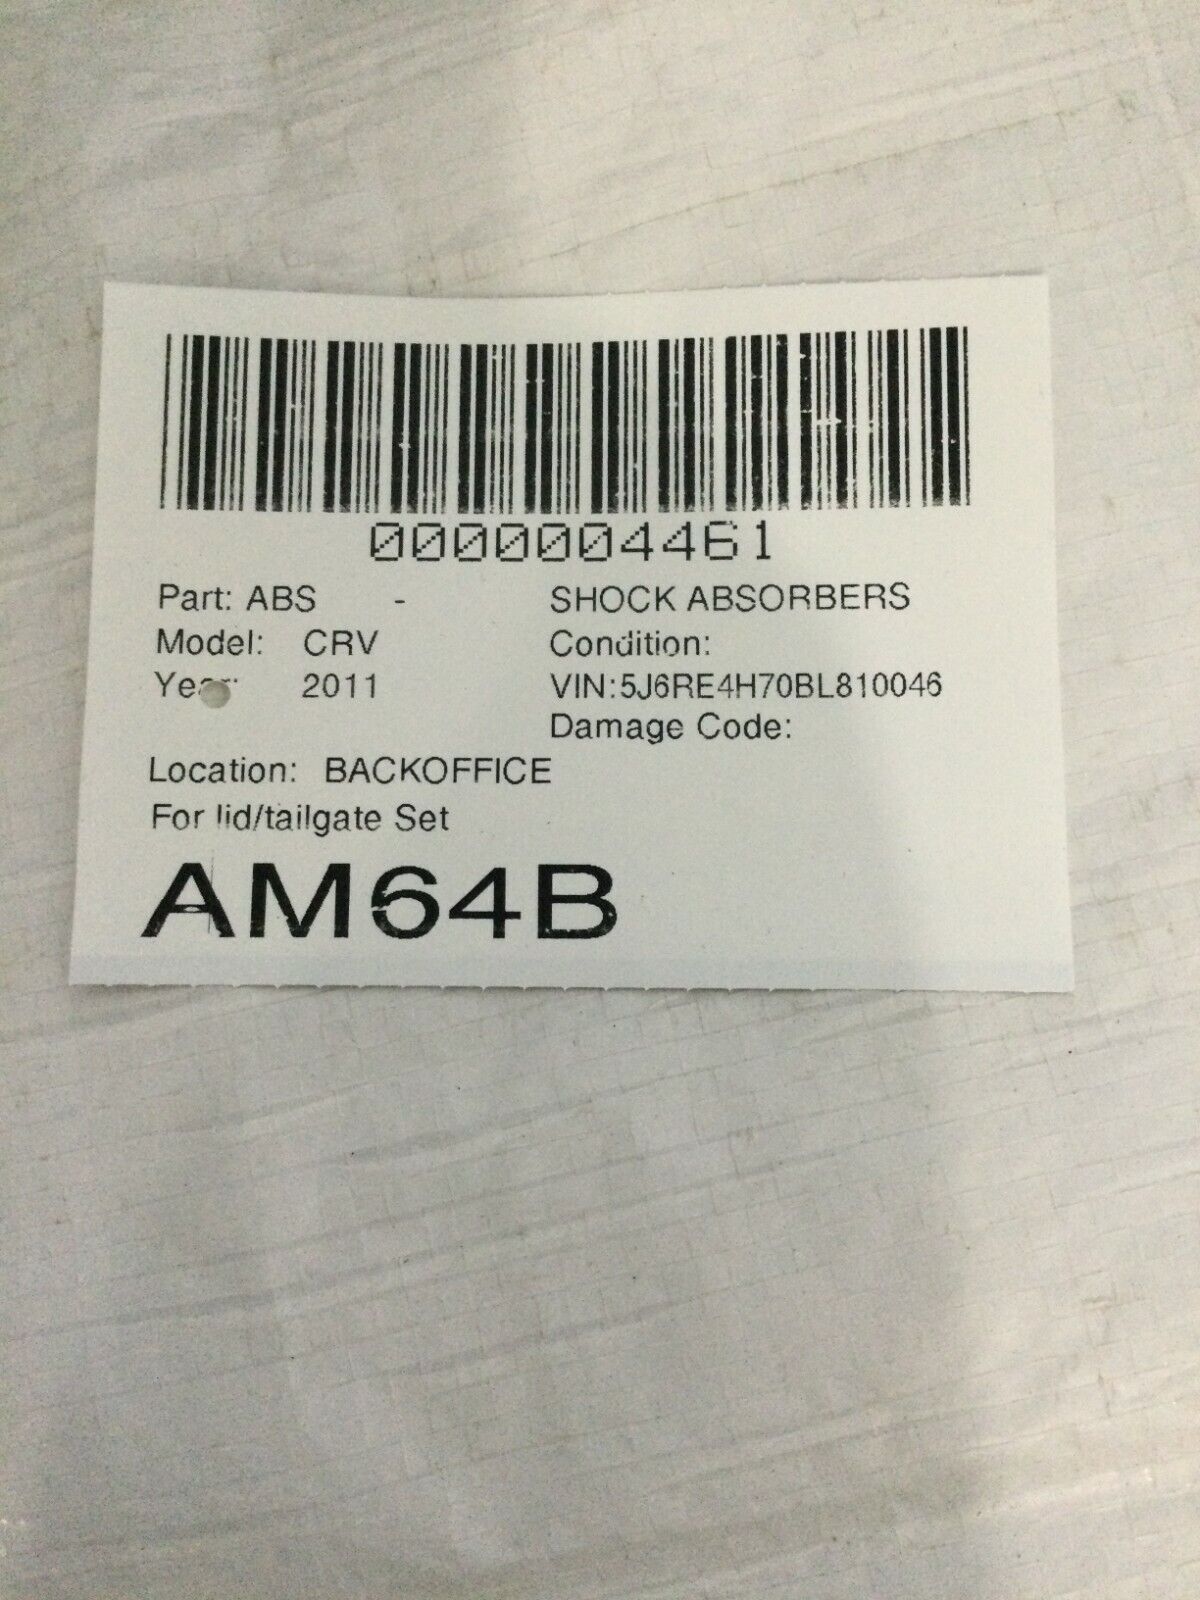 0000004461
Part: ABS - SHOCK ABSORBERS
Model: CRV Condition:
Year: 2011 VIN:5J6RE4H70BL810046
Damage Code:
Location: BACKOFFICE
For lid/tailgate Set
AM64B